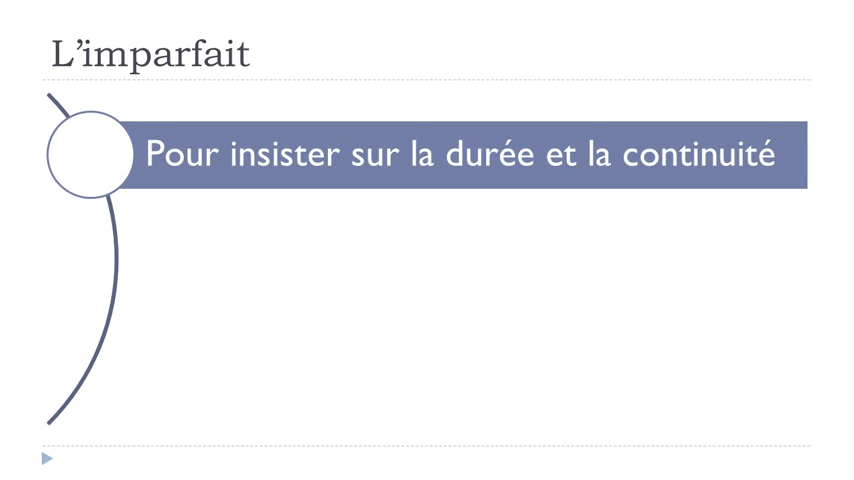 L’imparfait
Pour insister sur la durée et la continuité